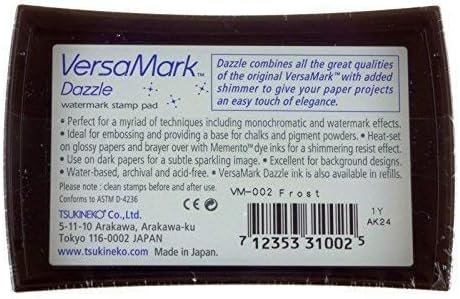 VersaMark™
Dazzle
watermark stamp pad
Dazzle combines all the great qualities
of the original VersaMark™ with added
shimmer to give your paper projects
an easy touch of elegance.
• Perfect for a myriad of techniques including monochromatic and watermark effects.
• Ideal for embossing and providing a base for chalks and pigment powders. • Heat-set
on glossy papers and brayer over with Memento™ dye inks for a shimmering resist effect.
• Use on dark papers for a subtle sparkling image. • Excellent for background designs.
• Water-based, archival and acid-free. • VersaMark Dazzle ink is also available in refills.
Please note : clean stamps before and after use.
Conforms to ASTM D-4236
VM-002 Frost
TSUKINEKO Co., Ltd.
5-11-10 Arakawa, Arakawa-ku
Tokyo 116-0002 JAPAN
www.tsukineko.com Made in Japan.
7 12353 31002 5
1Y
AK24